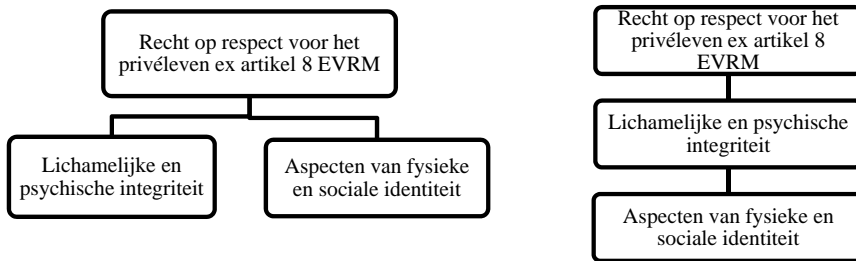 Recht op respect voor het
privéleven ex artikel 8 EVRM
Lichamelijke en
psychische integriteit
Aspecten van fysieke
en sociale identiteit
Recht op respect voor het
privéleven ex artikel 8
EVRM
Lichamelijke en psychische
integriteit
Aspecten van fysieke en
sociale identiteit